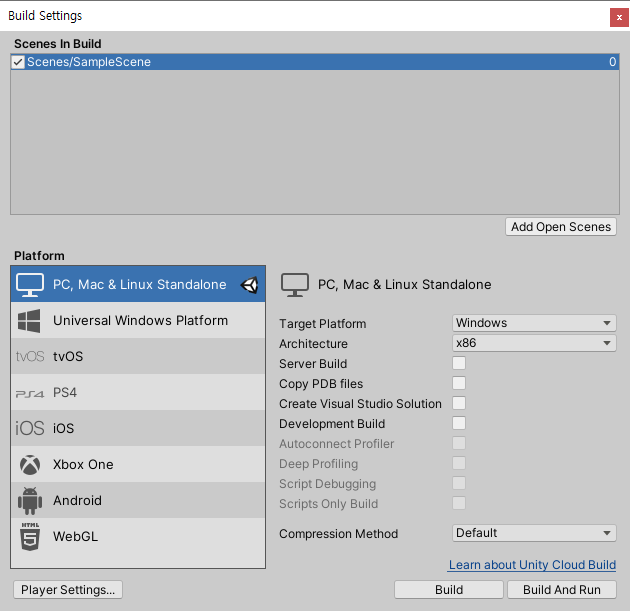 Build Settings
x
Scenes In Build
Scenes/SampleScene 0
Add Open Scenes
Platform
PC, Mac & Linux Standalone
Universal Windows Platform
tvOS tvOS
PS4 PS4
iOS iOS
Xbox One
Android
HTML 5 WebGL
PC, Mac & Linux Standalone
Target Platform Windows
Architecture x86
Server Build
Copy PDB files
Create Visual Studio Solution
Development Build
Autoconnect Profiler
Deep Profiling
Script Debugging
Scripts Only Build
Compression Method Default
Learn about Unity Cloud Build
Player Settings... Build Build And Run